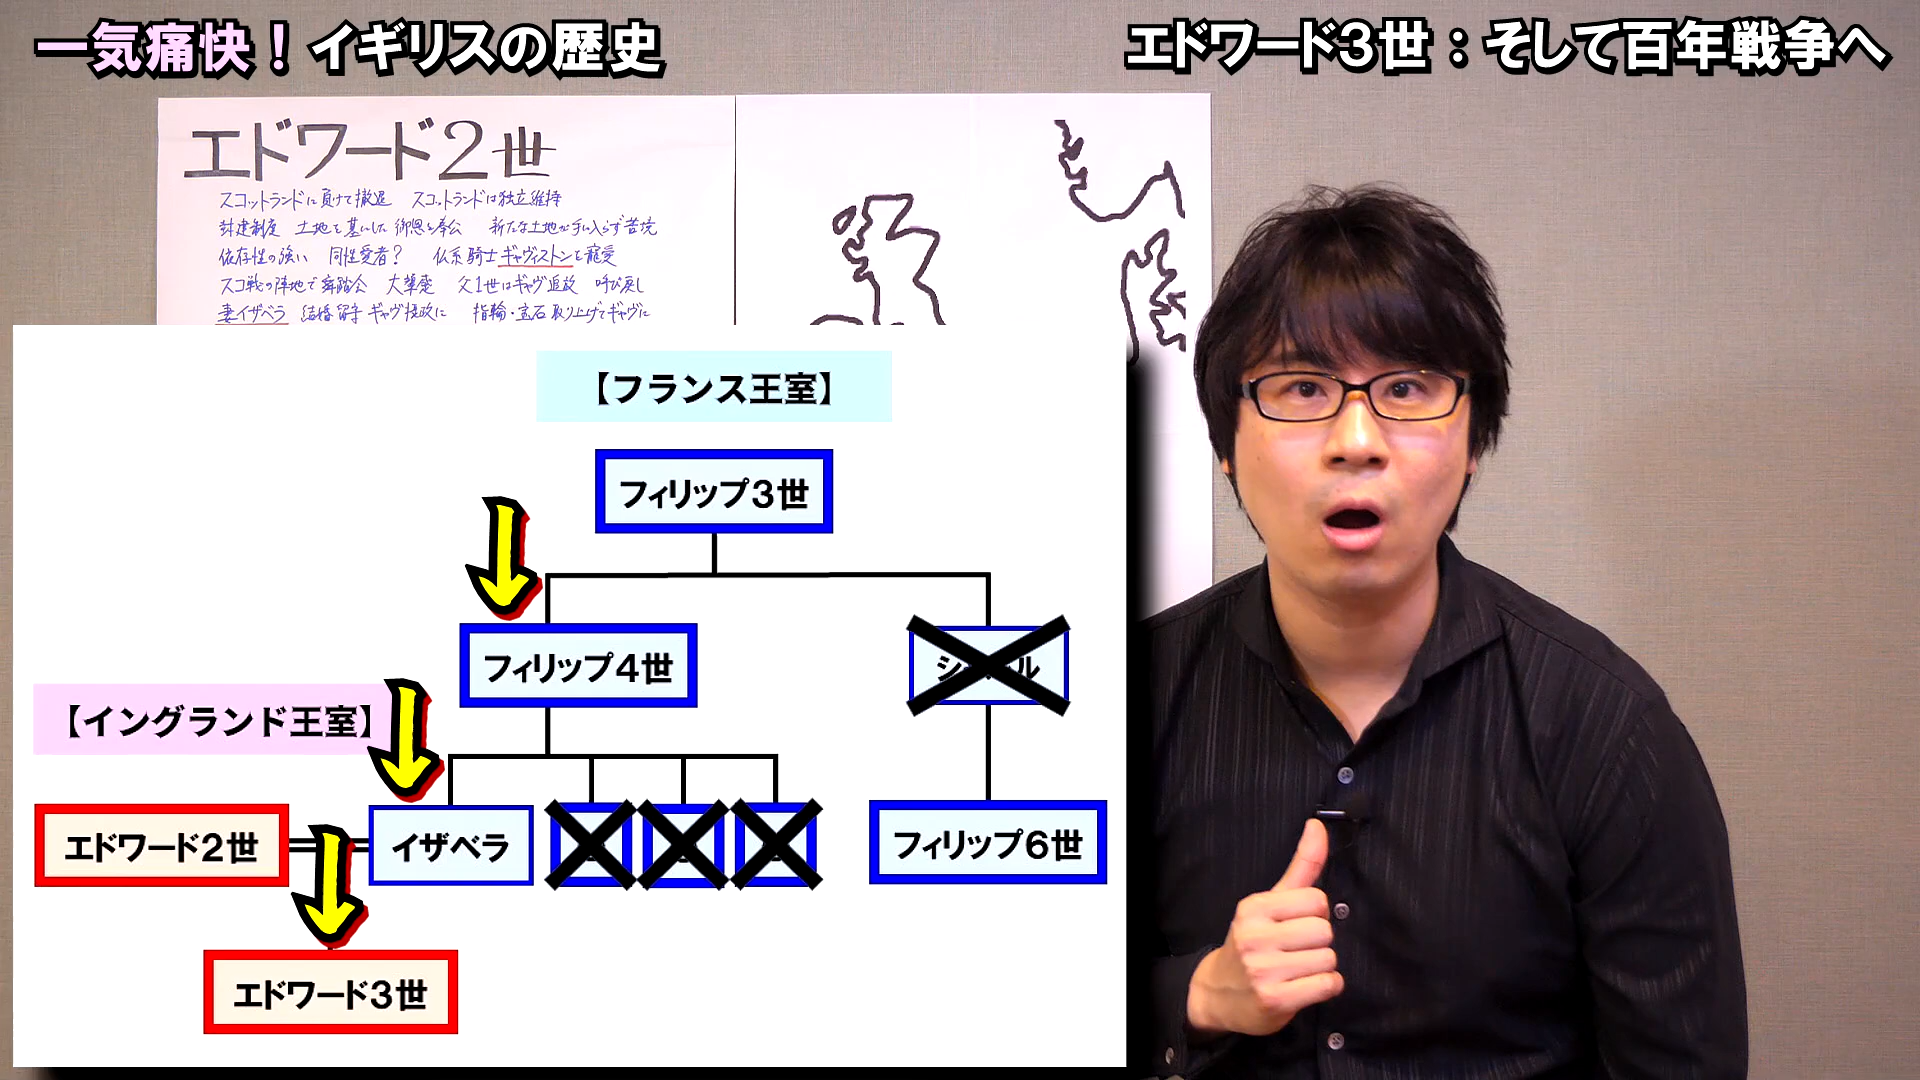 一気痛快！イギリスの歴史
エドワード3世：そして百年戦争へ
エドワード2世
スコットランドに負けて撤退 スコットランドは独立維持
封建制度 土地を基にした御恩と奉公 新たな土地が手に入らず苦境
依存性の強い 同性愛者？ 仏系騎士ギャヴィストンを寵愛
スコ戦の陣地で舞踏会 大顰蹙 父1世はギャヴ追放 呼び戻し
妻イザベラ 結婚留守ギャヴ摂政に 指輪・宝石取り上げてギャヴに
【フランス王室】
フィリップ3世
フィリップ4世
【イングランド王室】
エドワード2世
イザベラ
フィリップ6世
エドワード3世